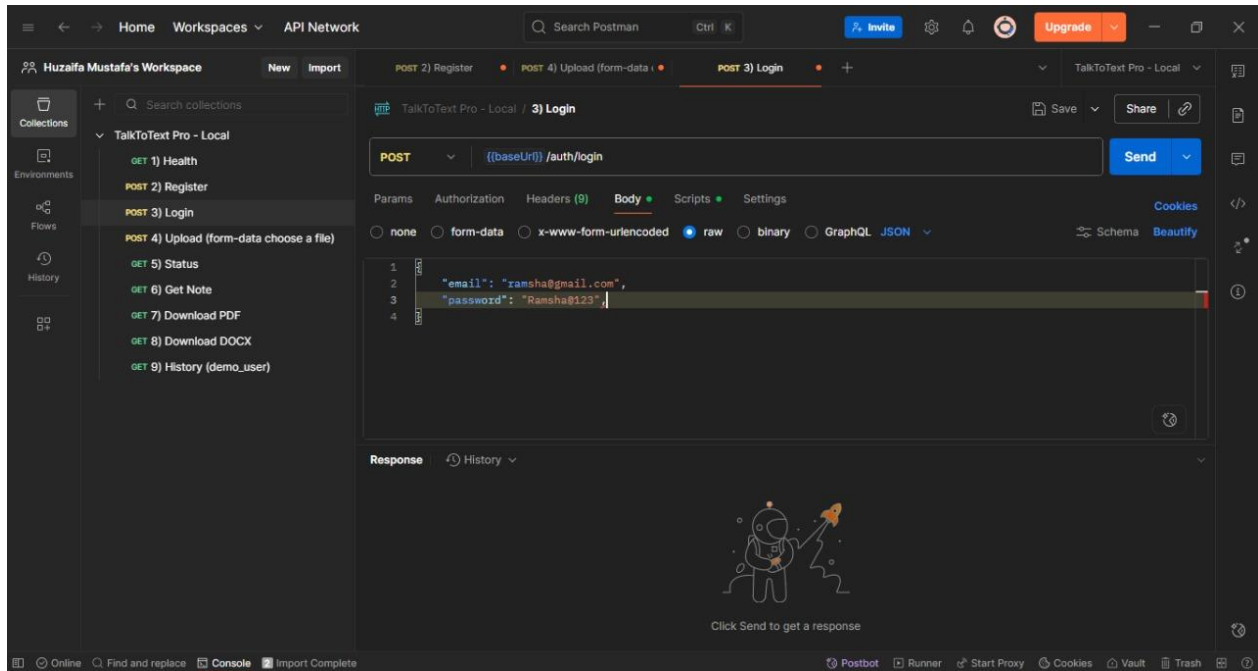 Home Workspaces API Network Search Postman Ctrl K Invite Upgrade
Huzaifa Mustafa's Workspace New Import
POST 2) Register POST 4) Upload (form-data POST 3) Login TalkToText Pro - Local
Collections
Environments
Flows
History
Search collections
TalkToText Pro - Local
GET 1) Health
POST 2) Register
POST 3) Login
POST 4) Upload (form-data choose a file)
GET 5) Status
GET 6) Get Note
GET 7) Download PDF
GET 8) Download DOCX
GET 9) History (demo_user)
HTTP TalkToText Pro - Local / 3) Login Save Share
POST {{baseUrl}} /auth/login Send
Params Authorization Headers (9) Body Scripts Settings Cookies
none form-data x-www-form-urlencoded raw binary GraphQL JSON Schema Beautify
1 {
2 "email": "ramsha@gmail.com",
3 "password": "Ramsha@123",
4 }
Response History
Click Send to get a response
Online Find and replace Console 2 Import Complete Postbot Runner Start Proxy Cookies Vault Trash